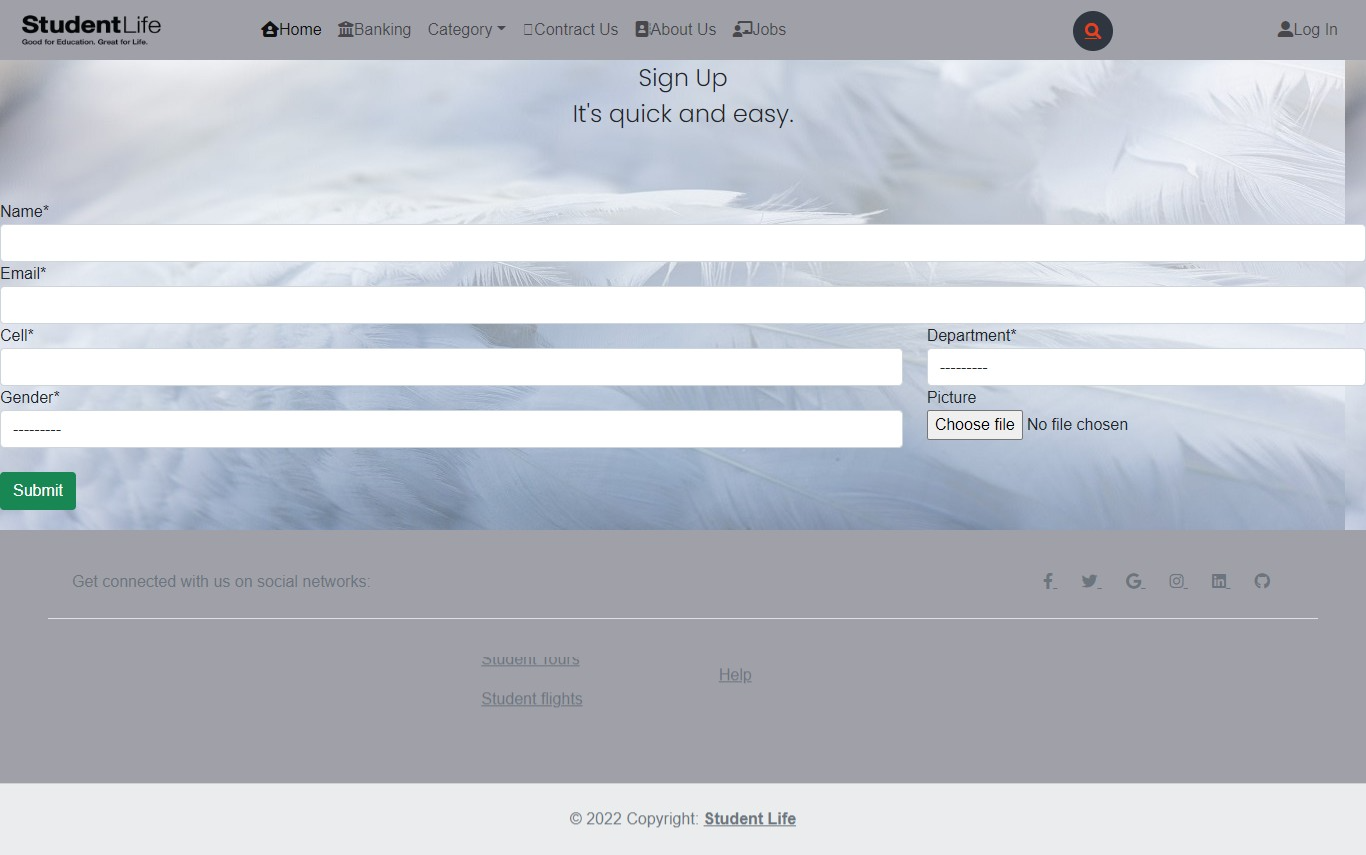 StudentLife
Good for Education. Great for Life.
Home Banking Category Contract Us About Us Jobs Log In
Sign Up
It's quick and easy.
Name*
Email*
Cell* Department*
---------
Gender* Picture
--------- Choose file No file chosen
Submit
Get connected with us on social networks:
Student Tours
Help
Student flights
© 2022 Copyright: Student Life